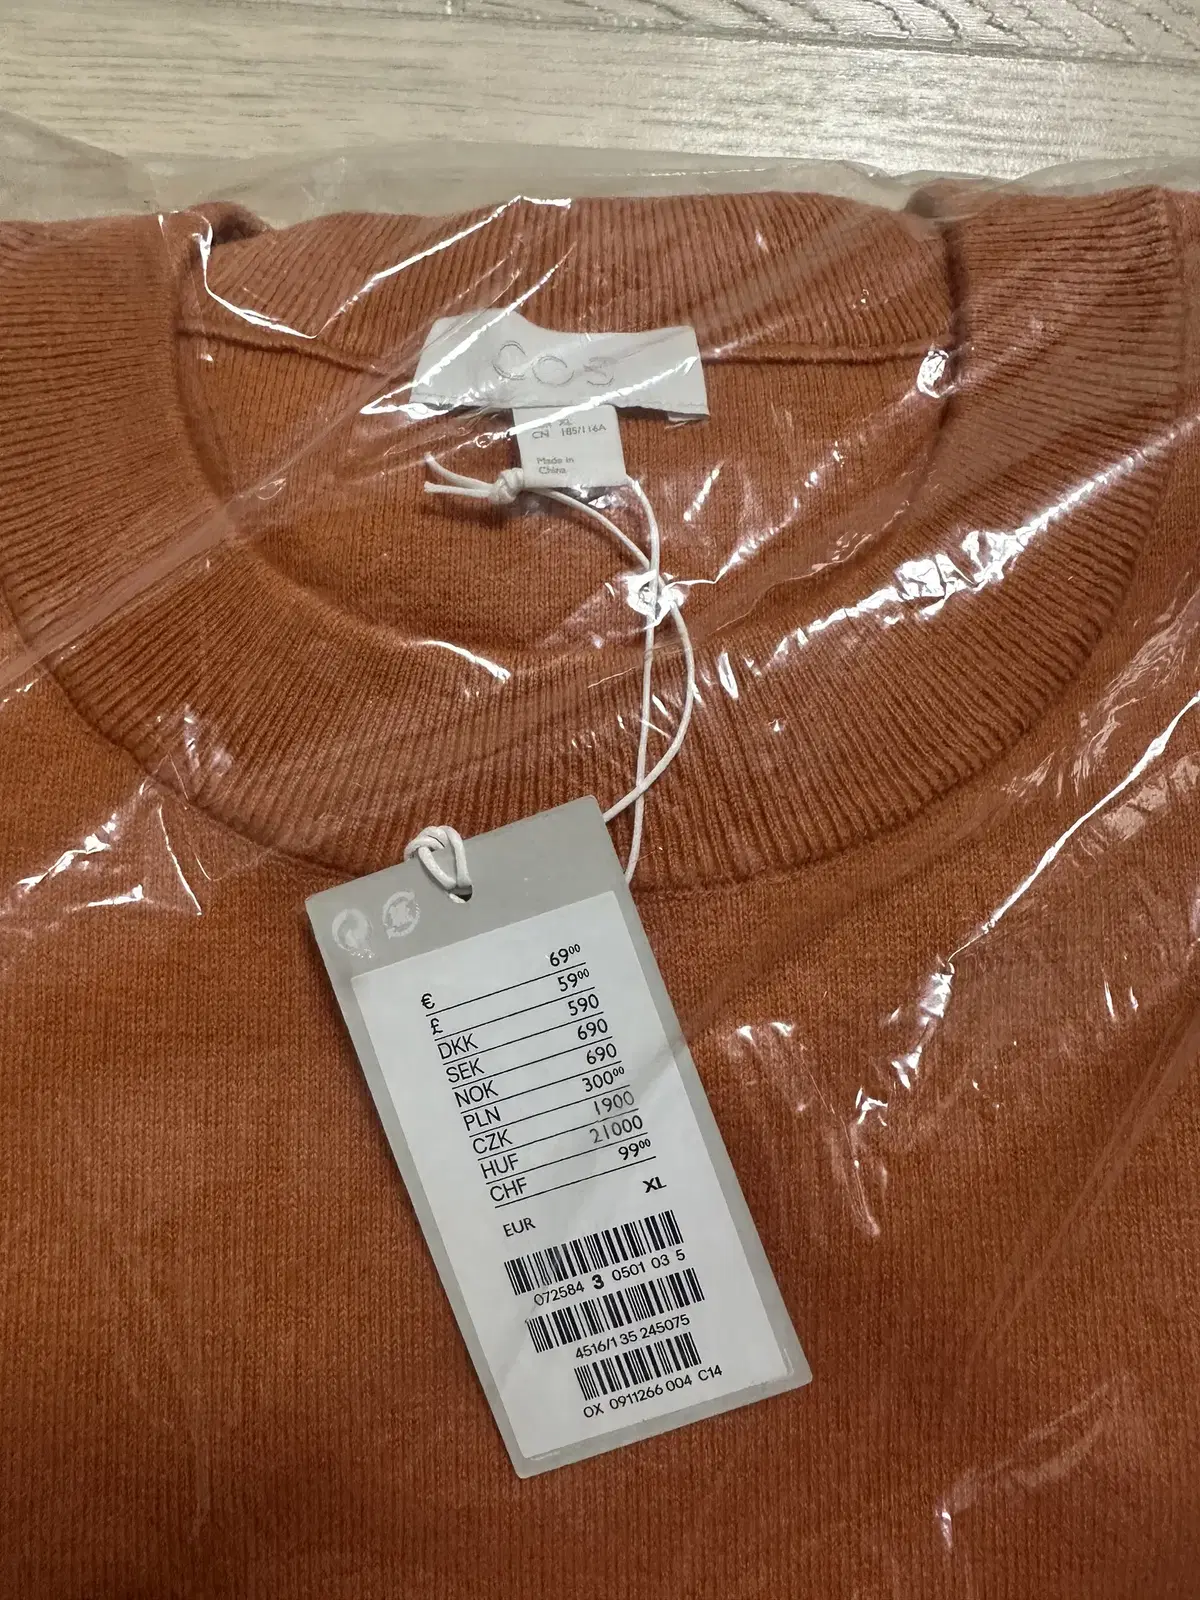 COS
XL
CN 185/116A
Made in
China
€ 69⁰⁰
£ 59⁰⁰
DKK 590
SEK 690
NOK 690
PLN 300⁰⁰
CZK 1900
HUF 21000
CHF 99⁰⁰
XL
EUR
072584 3 0501 03 5
4516/1 35 245075
OX 0911266 004 C14